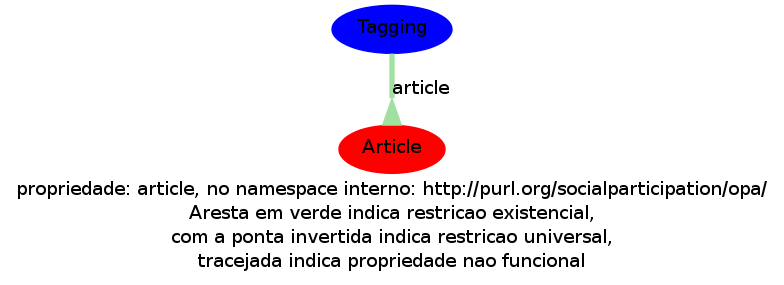 Tagging
article
Article
propriedade: article, no namespace interno: http://purl.org/socialparticipation/opa/
Aresta em verde indica restricao existencial,
com a ponta invertida indica restricao universal,
tracejada indica propriedade nao funcional